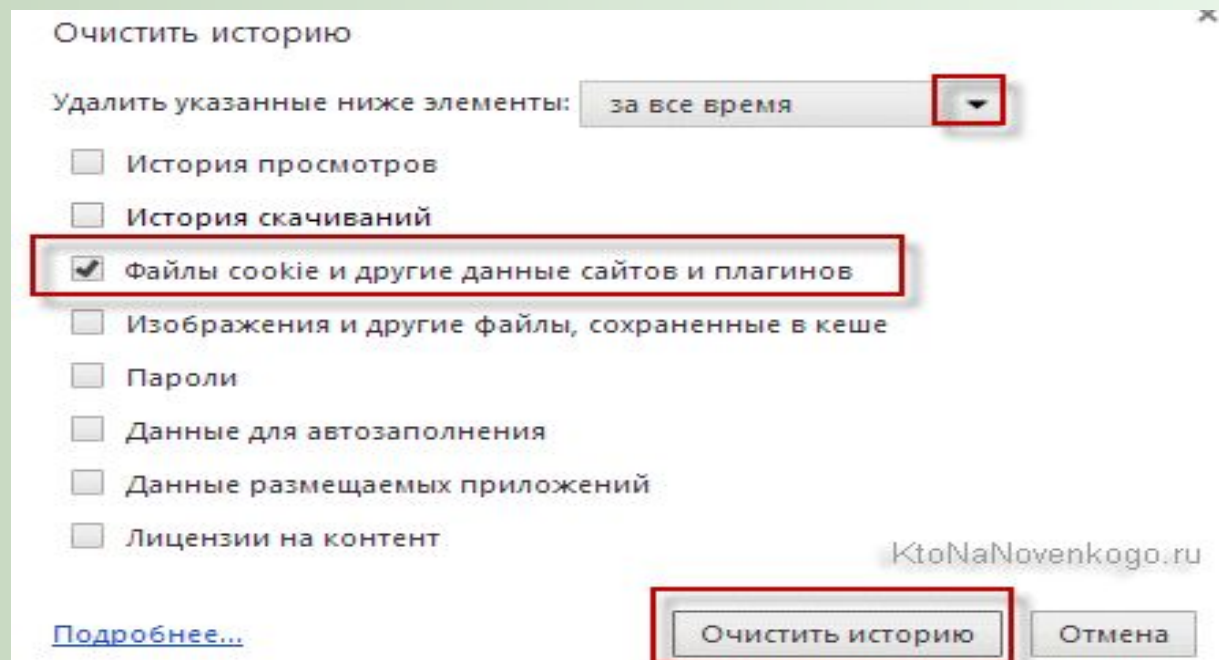 Очистить историю
Удалить указанные ниже элементы: за все время
История просмотров
История скачиваний
Файлы cookie и другие данные сайтов и плагинов
Изображения и другие файлы, сохраненные в кеше
Пароли
Данные для автозаполнения
Данные размещаемых приложений
Лицензии на контент
KtoNaNovenkogo.ru
Подробнее... Очистить историю Отмена